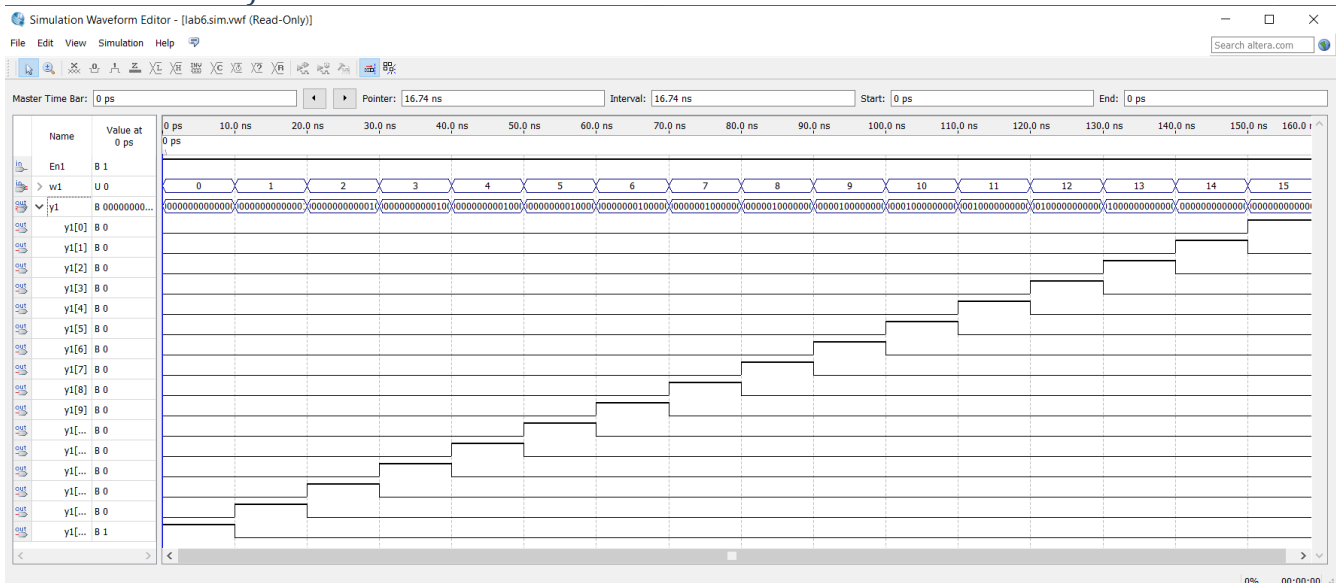 Simulation Waveform Editor - [lab6.sim.vwf (Read-Only)]
File Edit View Simulation Help
Search altera.com
Master Time Bar: 0 ps Pointer: 16.74 ns Interval: 16.74 ns Start: 0 ps End: 0 ps
Name Value at 0 ps
0 ps 10.0 ns 20.0 ns 30.0 ns 40.0 ns 50.0 ns 60.0 ns 70.0 ns 80.0 ns 90.0 ns 100.0 ns 110.0 ns 120.0 ns 130.0 ns 140.0 ns 150.0 ns 160.0
0 ps
En1 B 1
w1 U 0 0 1 2 3 4 5 6 7 8 9 10 11 12 13 14 15
y1 B 00000000...
y1[0] B 0
y1[1] B 0
y1[2] B 0
y1[3] B 0
y1[4] B 0
y1[5] B 0
y1[6] B 0
y1[7] B 0
y1[8] B 0
y1[9] B 0
y1[... B 0
y1[... B 0
y1[... B 0
y1[... B 0
y1[... B 0
y1[... B 1
0% 00:00:00